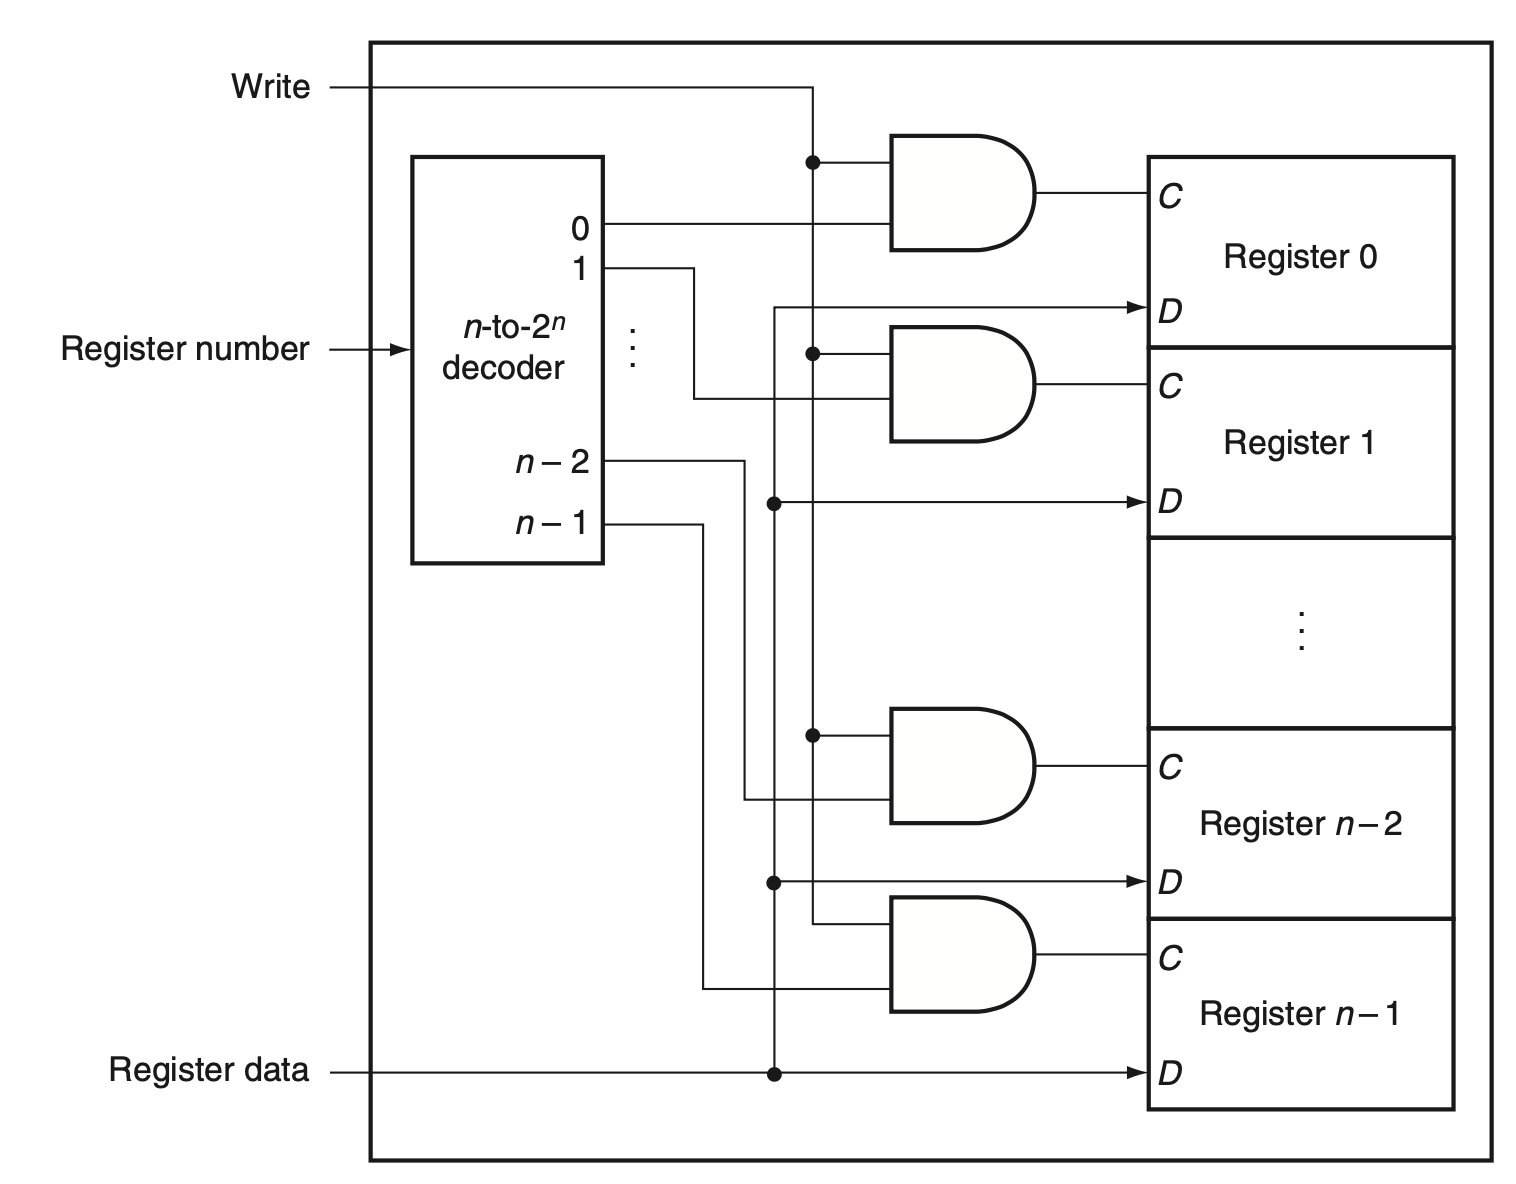 Write
C
0
Register 0
1
n-to-2ⁿ
D
Register number
decoder
⋮
C
Register 1
n – 2
D
n – 1
⋮
C
Register n – 2
D
C
Register n – 1
Register data
D